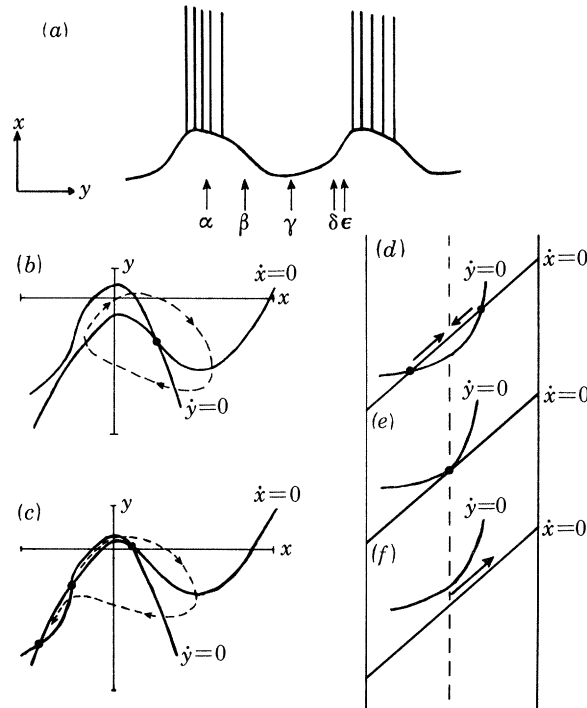 (a)
x
y
α β γ δ ϵ
(b)
y
ẋ=0
x
ẏ=0
(c)
y
ẋ=0
x
ẏ=0
(d)
ẏ=0
ẋ=0
(e)
ẏ=0
ẋ=0
(f)
ẏ=0
ẋ=0